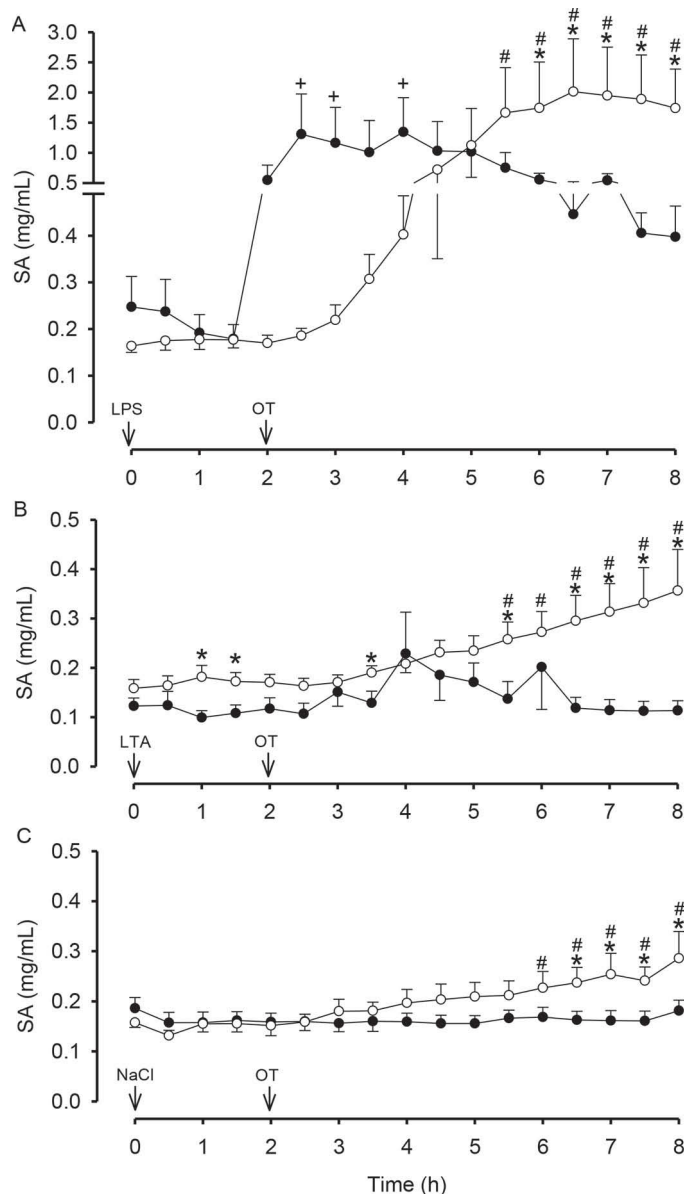 A
SA (mg/mL)
3.0
2.5
2.0
1.5
1.0
0.5
0.4
0.3
0.2
0.1
0.0
+ + +
# # # # # #
* * * * *
LPS OT
0 1 2 3 4 5 6 7 8
B
SA (mg/mL)
0.5
0.4
0.3
0.2
0.1
0.0
* * *
# # # # # #
* * * * *
LTA OT
0 1 2 3 4 5 6 7 8
C
SA (mg/mL)
0.5
0.4
0.3
0.2
0.1
0.0
# # # # #
* * * *
NaCl OT
0 1 2 3 4 5 6 7 8
Time (h)